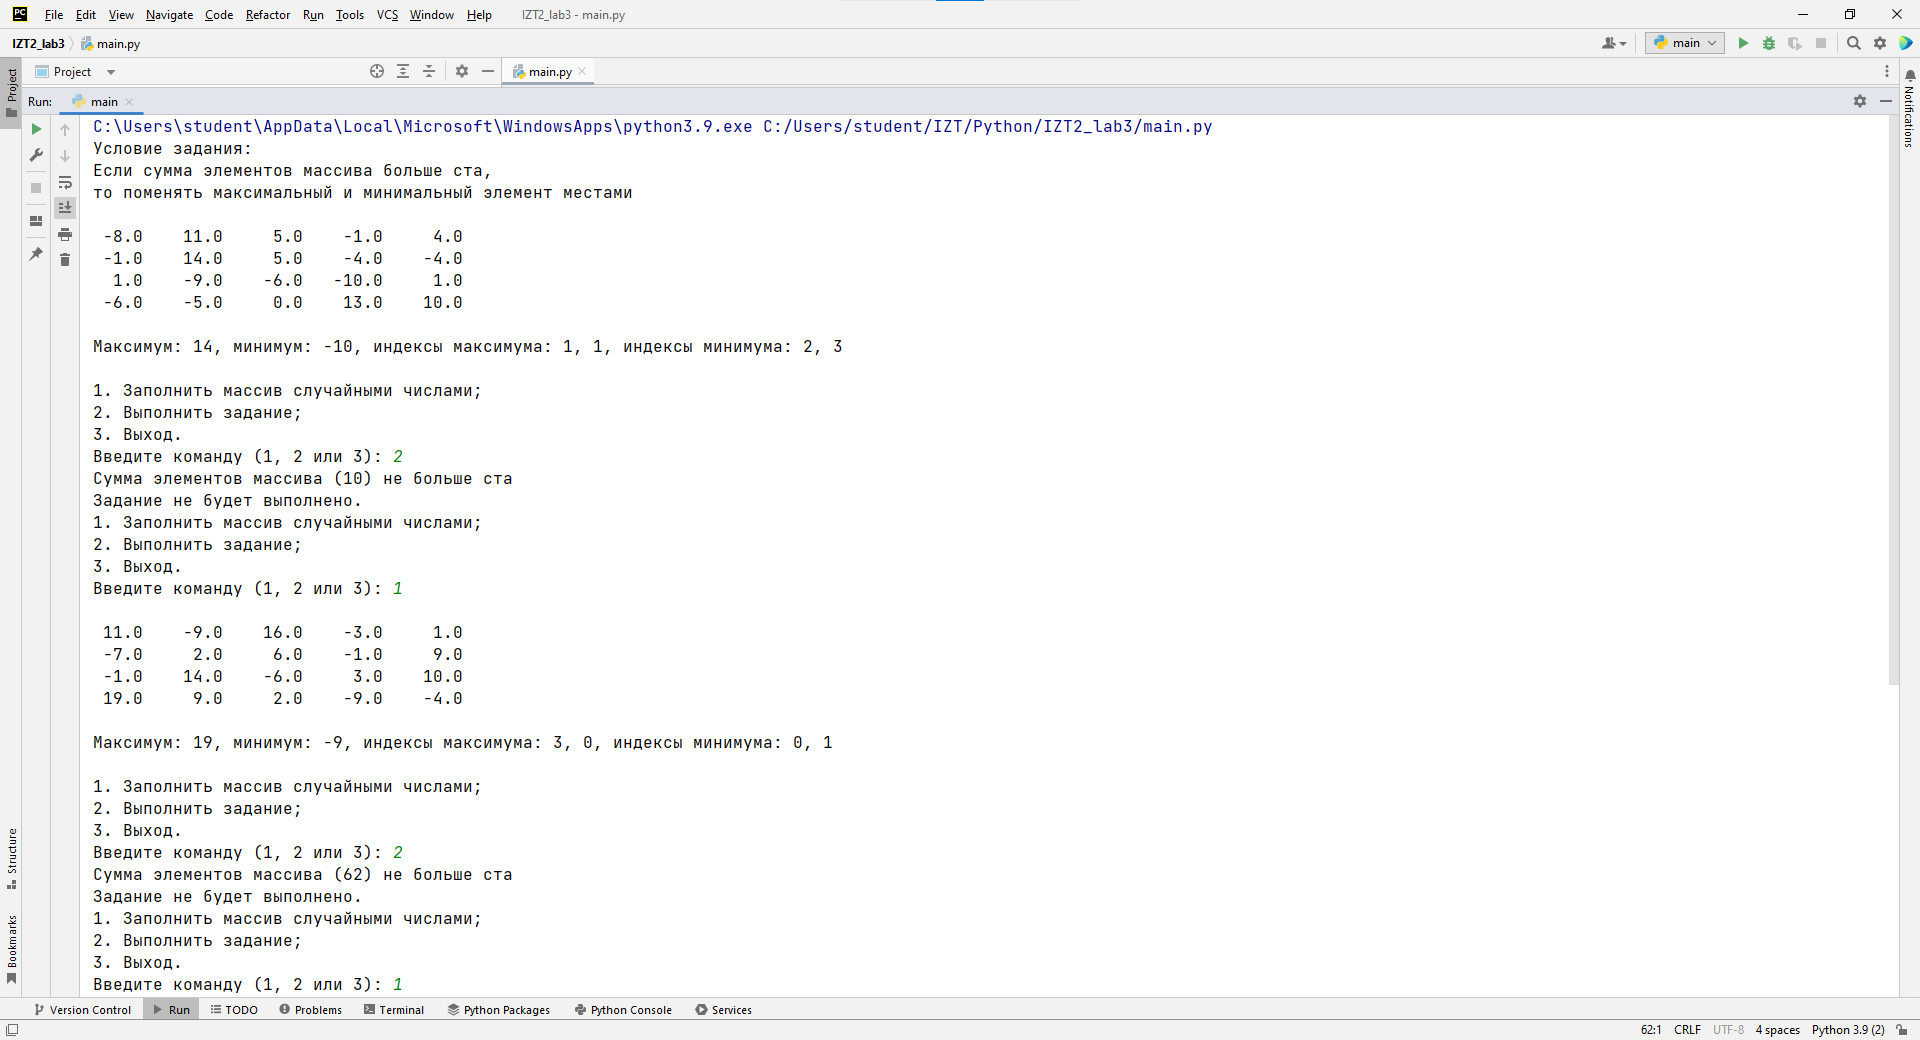 PC File Edit View Navigate Code Refactor Run Tools VCS Window Help IZT2_lab3 - main.py
IZT2_lab3 main.py main
Project main.py
Run: main
C:\Users\student\AppData\Local\Microsoft\WindowsApps\python3.9.exe C:/Users/student/IZT/Python/IZT2_lab3/main.py
Условие задания:
Если сумма элементов массива больше ста,
то поменять максимальный и минимальный элемент местами
-8.0 11.0 5.0 -1.0 4.0
-1.0 14.0 5.0 -4.0 -4.0
1.0 -9.0 -6.0 -10.0 1.0
-6.0 -5.0 0.0 13.0 10.0
Максимум: 14, минимум: -10, индексы максимума: 1, 1, индексы минимума: 2, 3
1. Заполнить массив случайными числами;
2. Выполнить задание;
3. Выход.
Введите команду (1, 2 или 3): 2
Сумма элементов массива (10) не больше ста
Задание не будет выполнено.
1. Заполнить массив случайными числами;
2. Выполнить задание;
3. Выход.
Введите команду (1, 2 или 3): 1
11.0 -9.0 16.0 -3.0 1.0
-7.0 2.0 6.0 -1.0 9.0
-1.0 14.0 -6.0 3.0 10.0
19.0 9.0 2.0 -9.0 -4.0
Максимум: 19, минимум: -9, индексы максимума: 3, 0, индексы минимума: 0, 1
1. Заполнить массив случайными числами;
2. Выполнить задание;
3. Выход.
Введите команду (1, 2 или 3): 2
Сумма элементов массива (62) не больше ста
Задание не будет выполнено.
1. Заполнить массив случайными числами;
2. Выполнить задание;
3. Выход.
Введите команду (1, 2 или 3): 1
Project
Structure
Bookmarks
Notifications
Version Control Run TODO Problems Terminal Python Packages Python Console Services
62:1 CRLF UTF-8 4 spaces Python 3.9 (2)